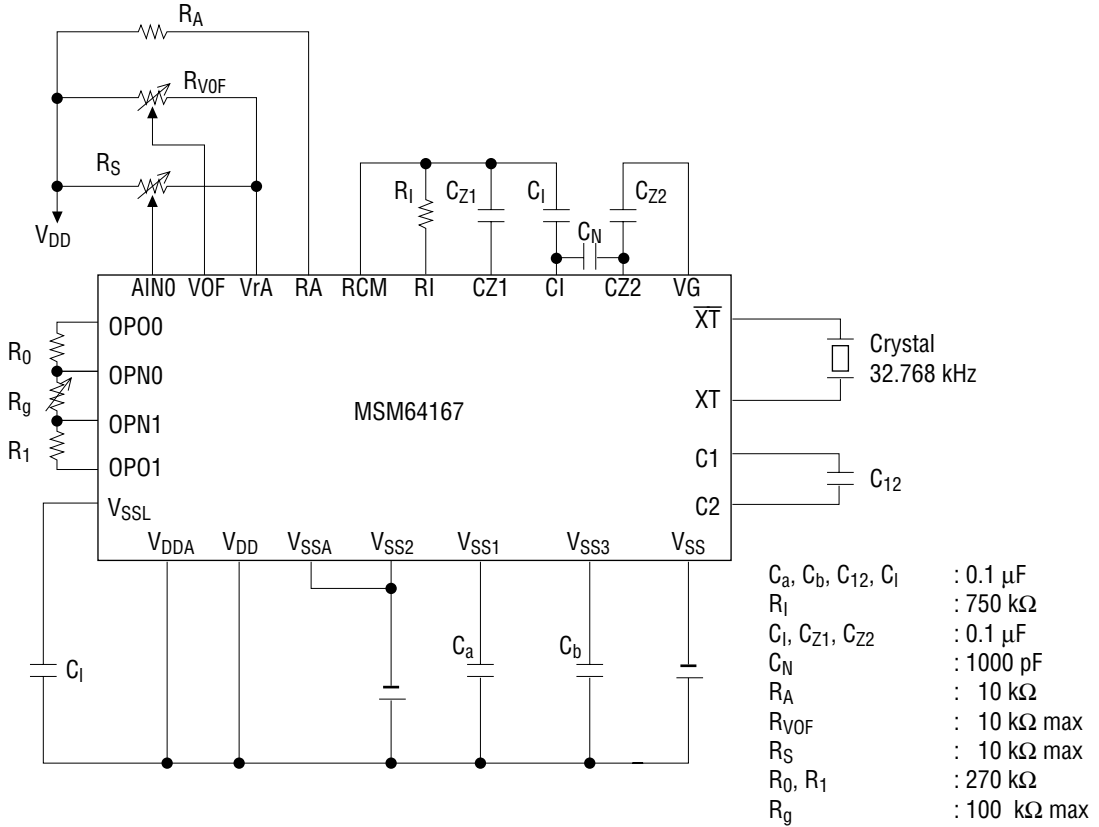 RA
RV0F
RS
VDD
RI
CZ1
CI
CN
CZ2
AIN0 VOF VrA RA RCM RI CZ1 CI CZ2 VG
R0
Rg
R1
OPO0
OPN0
OPN1
OPO1
VSSL
MSM64167
X̅T̅
XT
C1
C2
Crystal
32.768 kHz
C12
VDDA VDD VSSA VSS2 VSS1 VSS3 VSS
Cl
Ca
Cb
Ca, Cb, C12, Cl : 0.1 μF
RI : 750 kΩ
CI, CZ1, CZ2 : 0.1 μF
CN : 1000 pF
RA : 10 kΩ
RVOF : 10 kΩ max
RS : 10 kΩ max
R0, R1 : 270 kΩ
Rg : 100 kΩ max